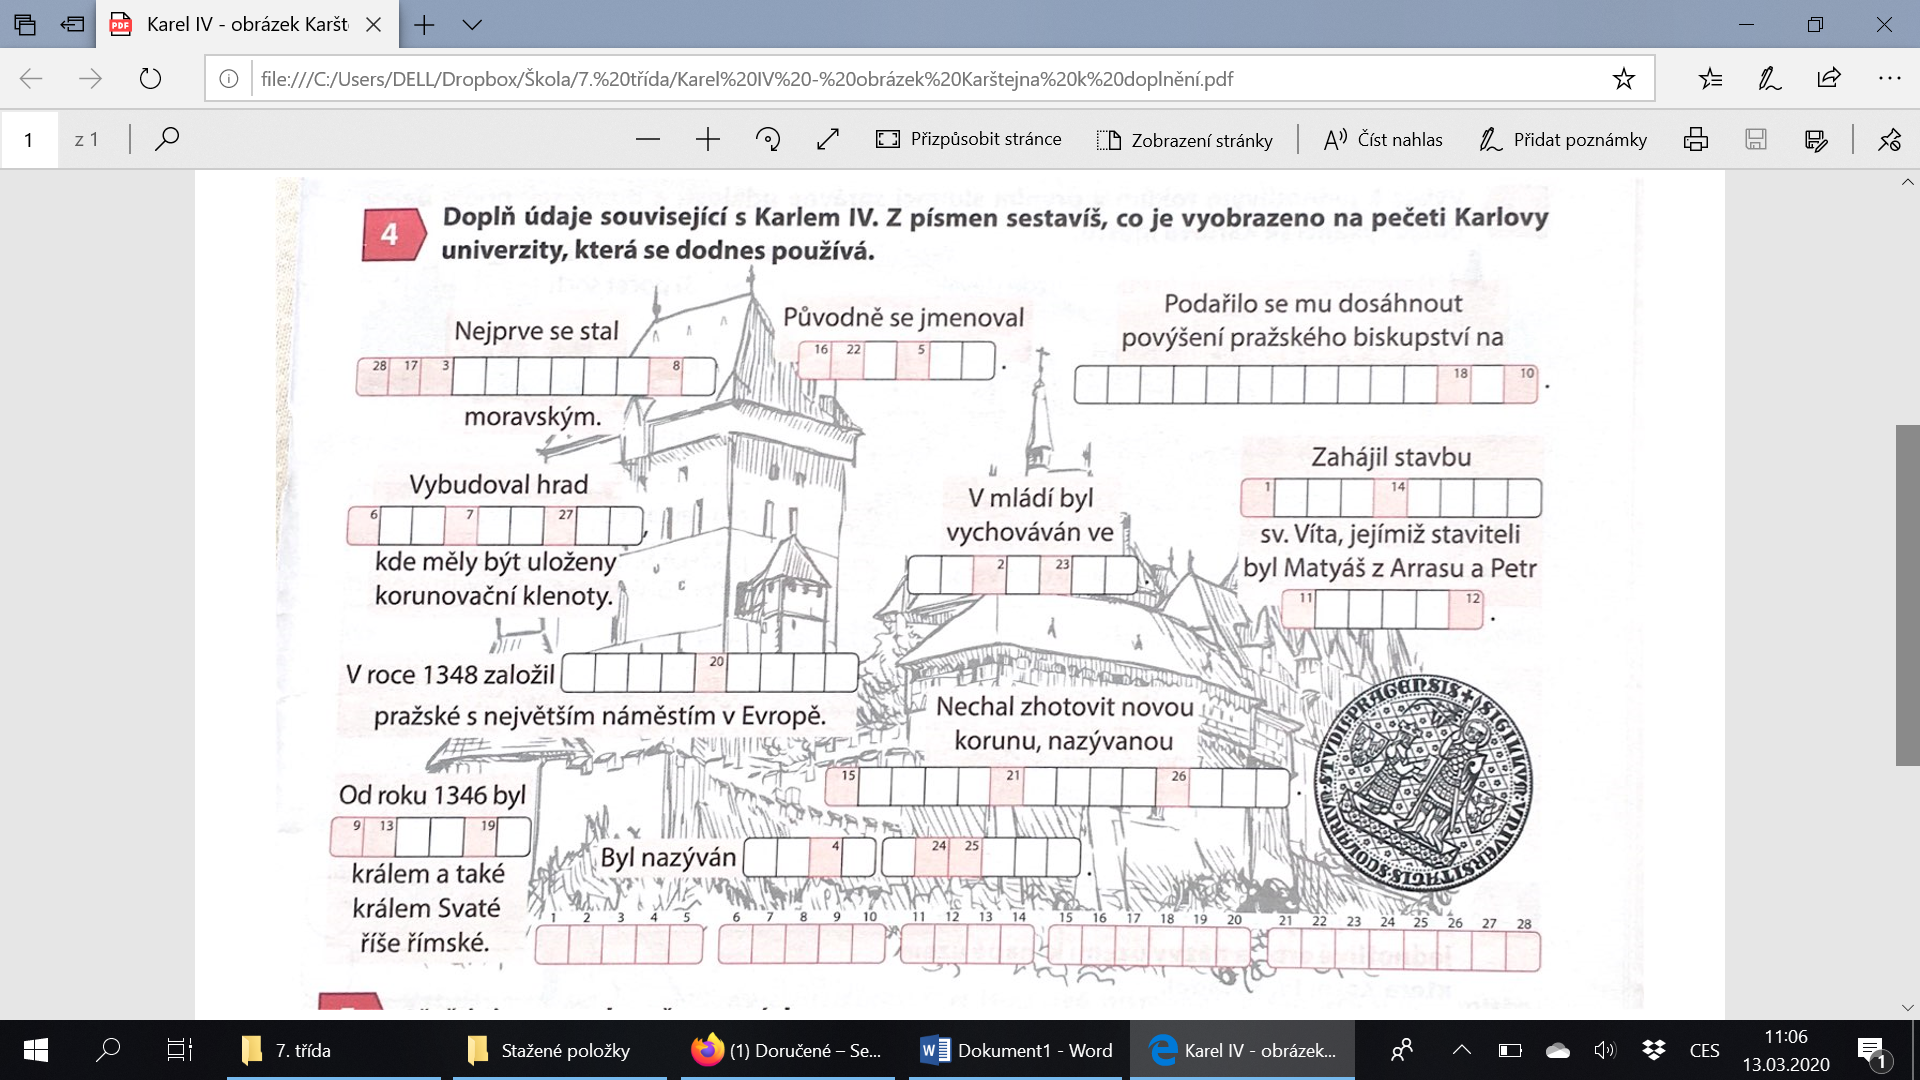 Karel IV - obrázek Karšt
file:///C:/Users/DELL/Dropbox/Škola/7.%20třída/Karel%20IV%20-%20obrázek%20Karštejna%20k%20doplnění.pdf
1 z 1 Přizpůsobit stránce Zobrazení stránky Číst nahlas Přidat poznámky
4 Doplň údaje související s Karlem IV. Z písmen sestavíš, co je vyobrazeno na pečeti Karlovy
univerzity, která se dodnes používá.
Nejprve se stal
28 17 3 8
moravským.
Původně se jmenoval
16 22 5 .
Podařilo se mu dosáhnout
povýšení pražského biskupství na
18 10 .
Vybudoval hrad
6 7 27 ,
kde měly být uloženy
korunovační klenoty.
V mládí byl
vychováván ve
2 23 .
Zahájil stavbu
1 14
sv. Víta, jejímiž staviteli
byl Matyáš z Arrasu a Petr
11 12 .
V roce 1348 založil 20
pražské s největším náměstím v Evropě.
Nechal zhotovit novou
korunu, nazývanou
15 21 26 .
Od roku 1346 byl
9 13 19
králem a také
králem Svaté
říše římské.
Byl nazýván 4 24 25 .
1 2 3 4 5 6 7 8 9 10 11 12 13 14 15 16 17 18 19 20 21 22 23 24 25 26 27 28
7. třída
Stažené položky
(1) Doručené – Se...
Dokument1 - Word
Karel IV - obrázek...
CES
11:06
13.03.2020
1